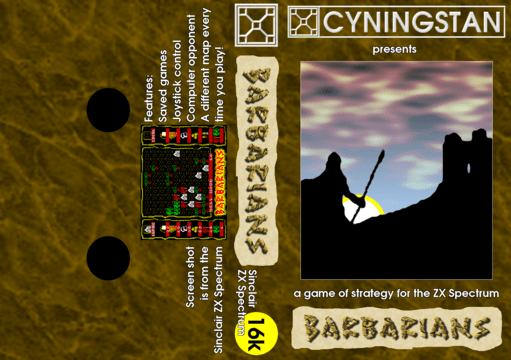 CYNINGSTAN
presents
a game of strategy for the ZX Spectrum
BARBARIANS
BARBARIANS
Sinclair
ZX Spectrum
16k
Features:
Saved games
Joystick control
Computer opponent
A different map every
time you play!
BARBARIANS
Screen shot
is from the
Sinclair ZX Spectrum